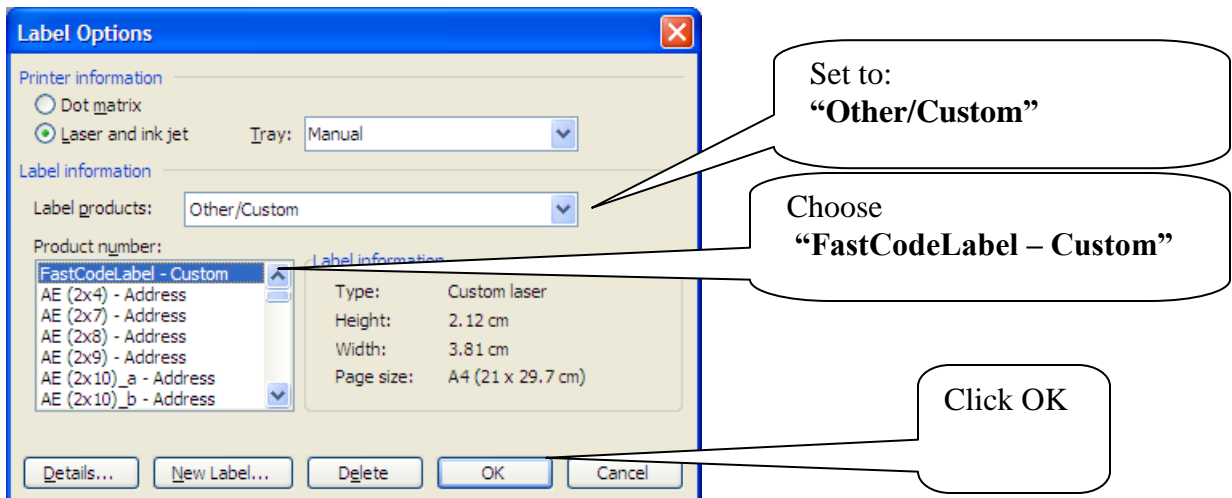 Label Options
Printer information
Dot matrix
Laser and ink jet Tray: Manual
Label information
Label products: Other/Custom
Product number:
FastCodeLabel - Custom
AE (2x4) - Address
AE (2x7) - Address
AE (2x8) - Address
AE (2x9) - Address
AE (2x10)_a - Address
AE (2x10)_b - Address
Label information
Type: Custom laser
Height: 2.12 cm
Width: 3.81 cm
Page size: A4 (21 x 29.7 cm)
Details... New Label... Delete OK Cancel
Set to:
“Other/Custom”
Choose
“FastCodeLabel – Custom”
Click OK